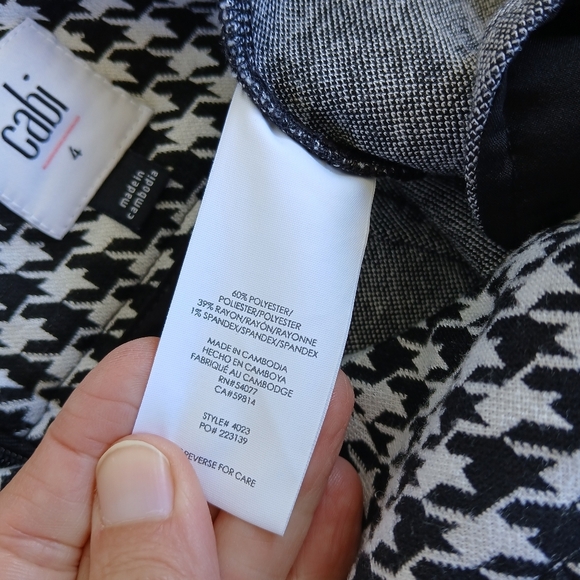 cabi
4
made in
cambodia
60% POLYESTER/
POLIESTER/POLYESTER
39% RAYON/RAYÓN/RAYONNE
1% SPANDEX/SPANDEX/SPANDEX
MADE IN CAMBODIA
HECHO EN CAMBOYA
FABRIQUÉ AU CAMBODGE
RN#54077
CA#59814
STYLE# 4023
PO# 223139
REVERSE FOR CARE